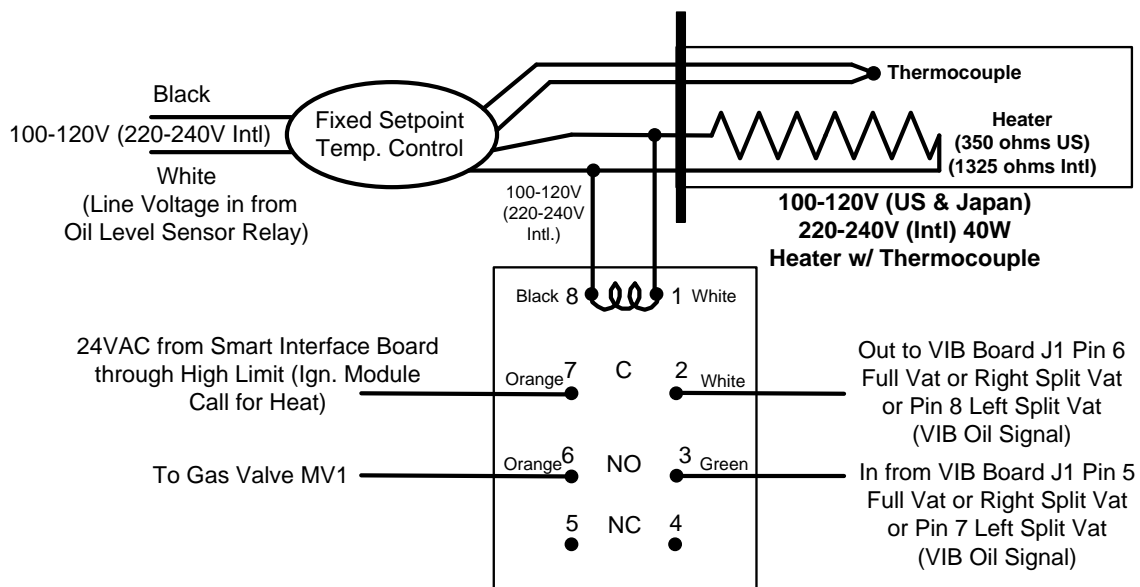 Black
100-120V (220-240V Intl)
White
(Line Voltage in from
Oil Level Sensor Relay)
Fixed Setpoint
Temp. Control
Thermocouple
Heater
(350 ohms US)
(1325 ohms Intl)
100-120V
(220-240V
Intl.)
100-120V (US & Japan)
220-240V (Intl) 40W
Heater w/ Thermocouple
Black 8 1 White
24VAC from Smart Interface Board
through High Limit (Ign. Module
Call for Heat)
Orange 7 C 2 White
Out to VIB Board J1 Pin 6
Full Vat or Right Split Vat
or Pin 8 Left Split Vat
(VIB Oil Signal)
To Gas Valve MV1
Orange 6 NO 3 Green
In from VIB Board J1 Pin 5
Full Vat or Right Split Vat
or Pin 7 Left Split Vat
(VIB Oil Signal)
5 NC 4